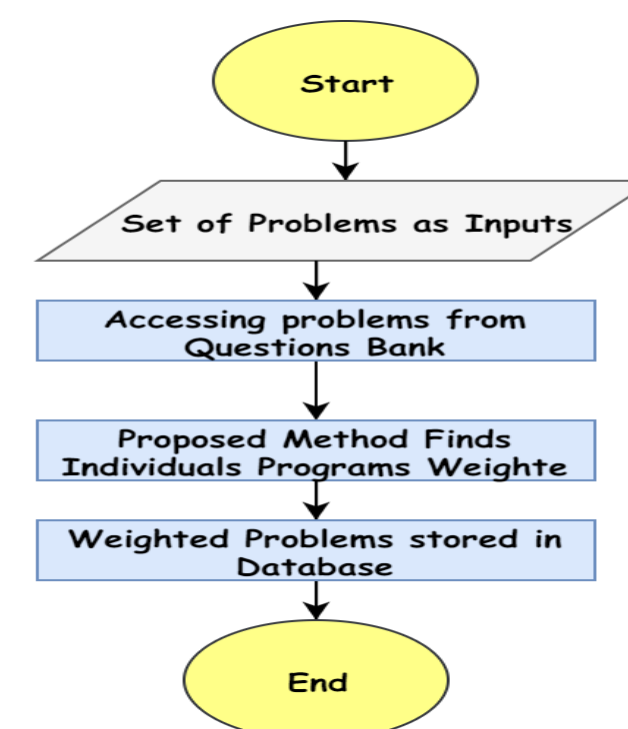 Start
Set of Problems as Inputs
Accessing problems from
Questions Bank
Proposed Method Finds
Individuals Programs Weighte
Weighted Problems stored in
Database
End